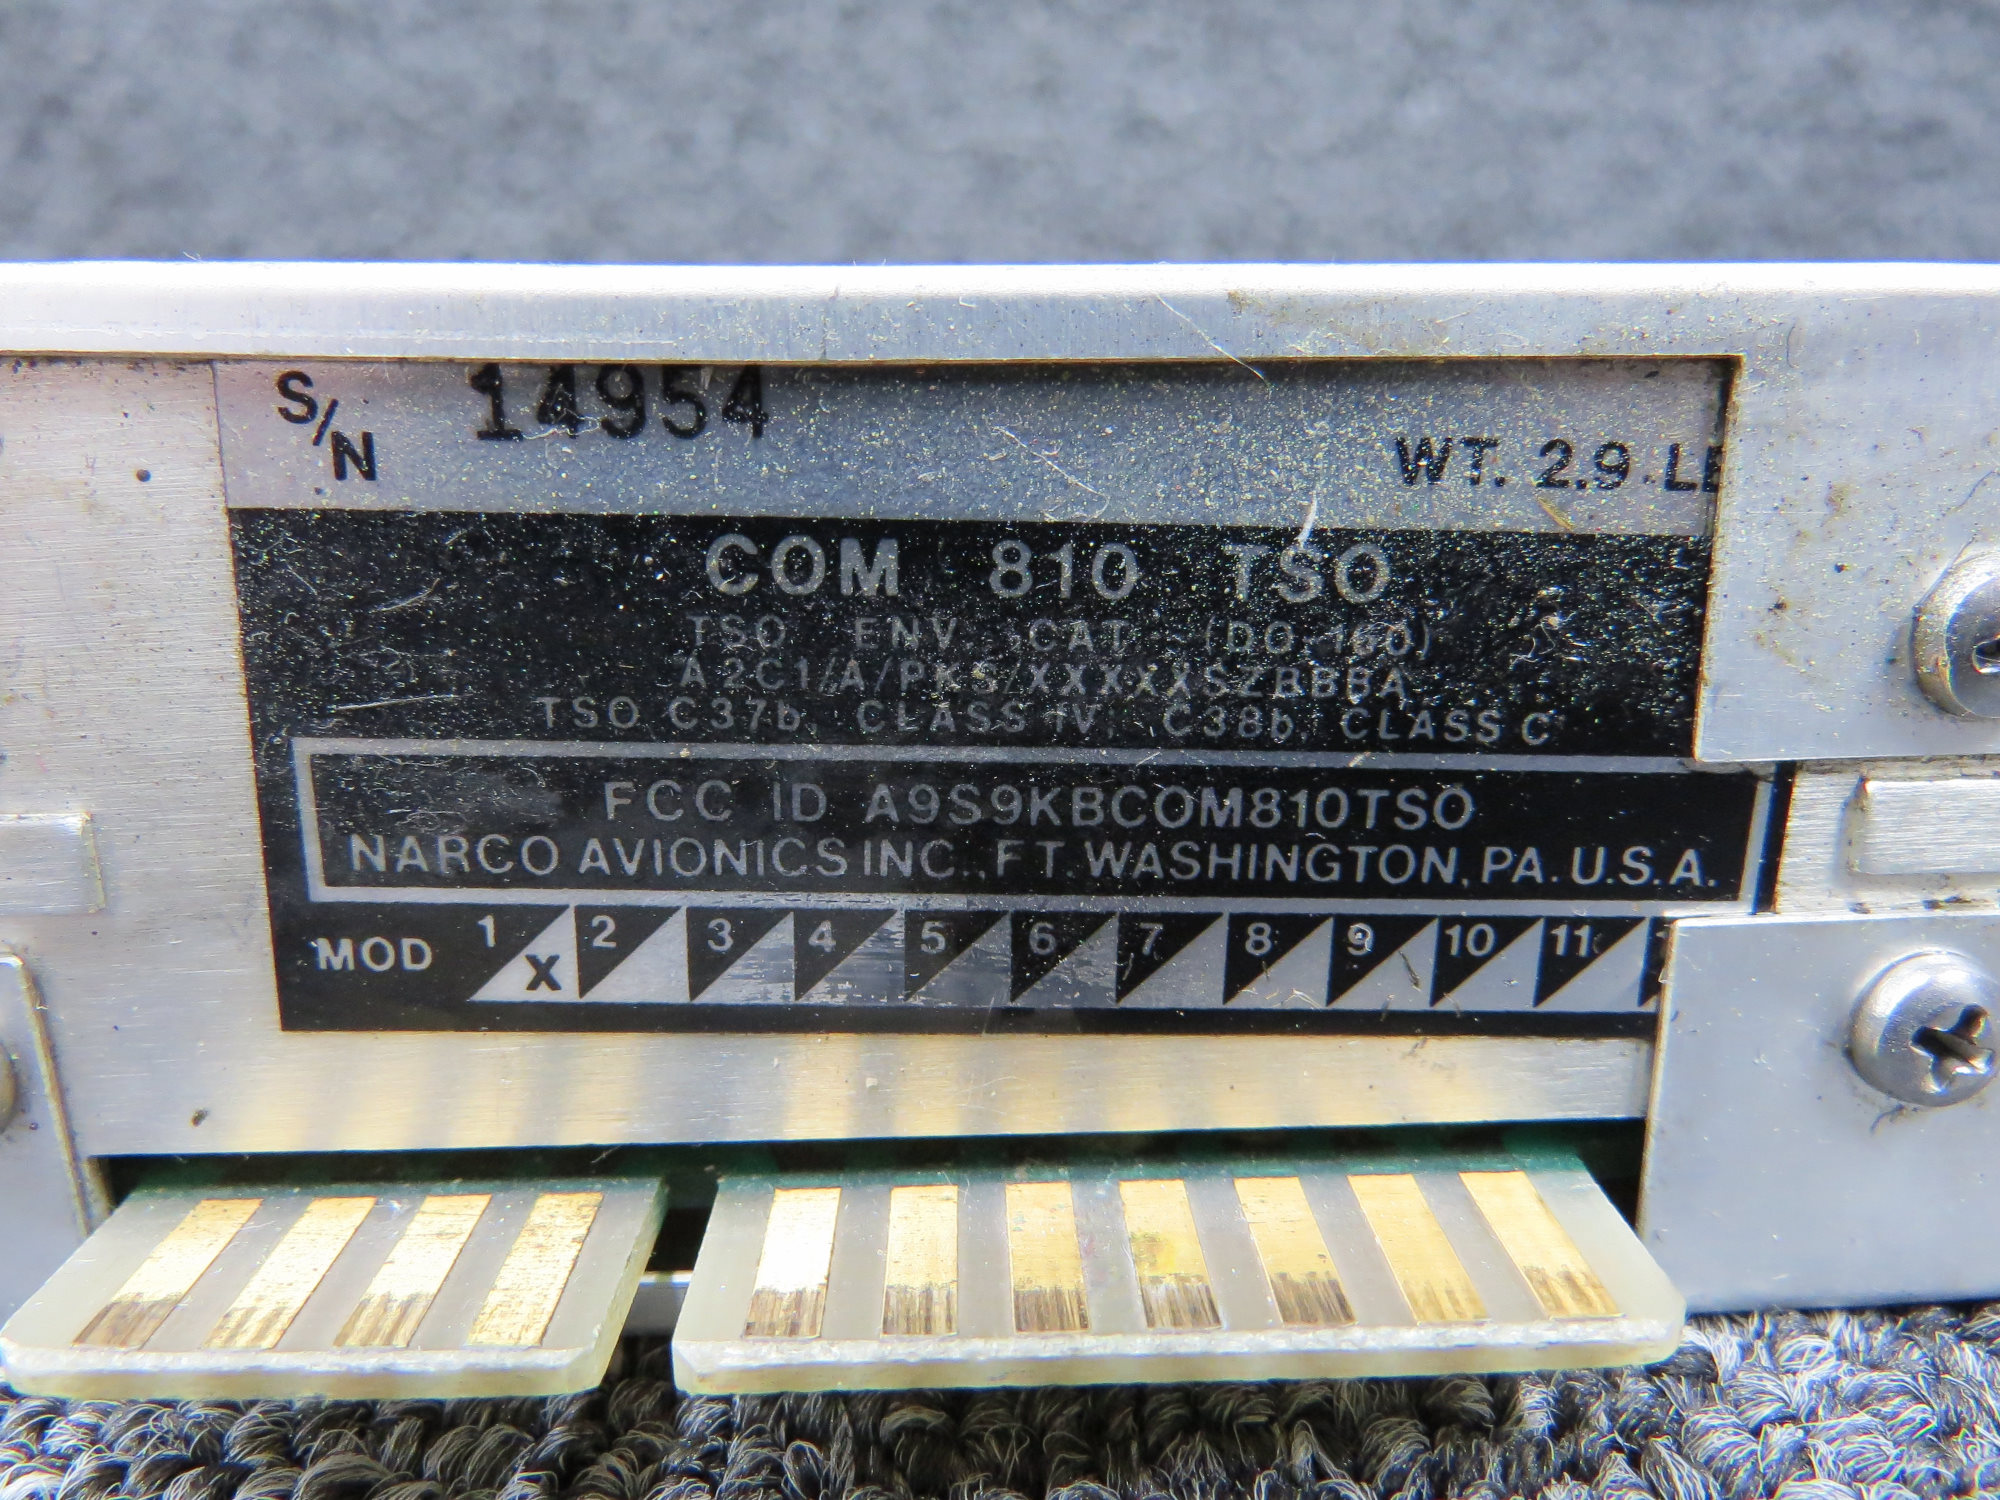 S/N 14954
WT. 2.9 LB
COM 810 TSO
TSO ENV. CAT. (DO-160)
A2C1/A/PKS/XXXXXXSZBBBBA
TSO C37b, CLASS IV; C38b, CLASS C
FCC ID A9S9KBCOM810TSO
NARCO AVIONICS INC., FT. WASHINGTON, PA. U.S.A.
MOD 1 X 2 3 4 5 6 7 8 9 10 11